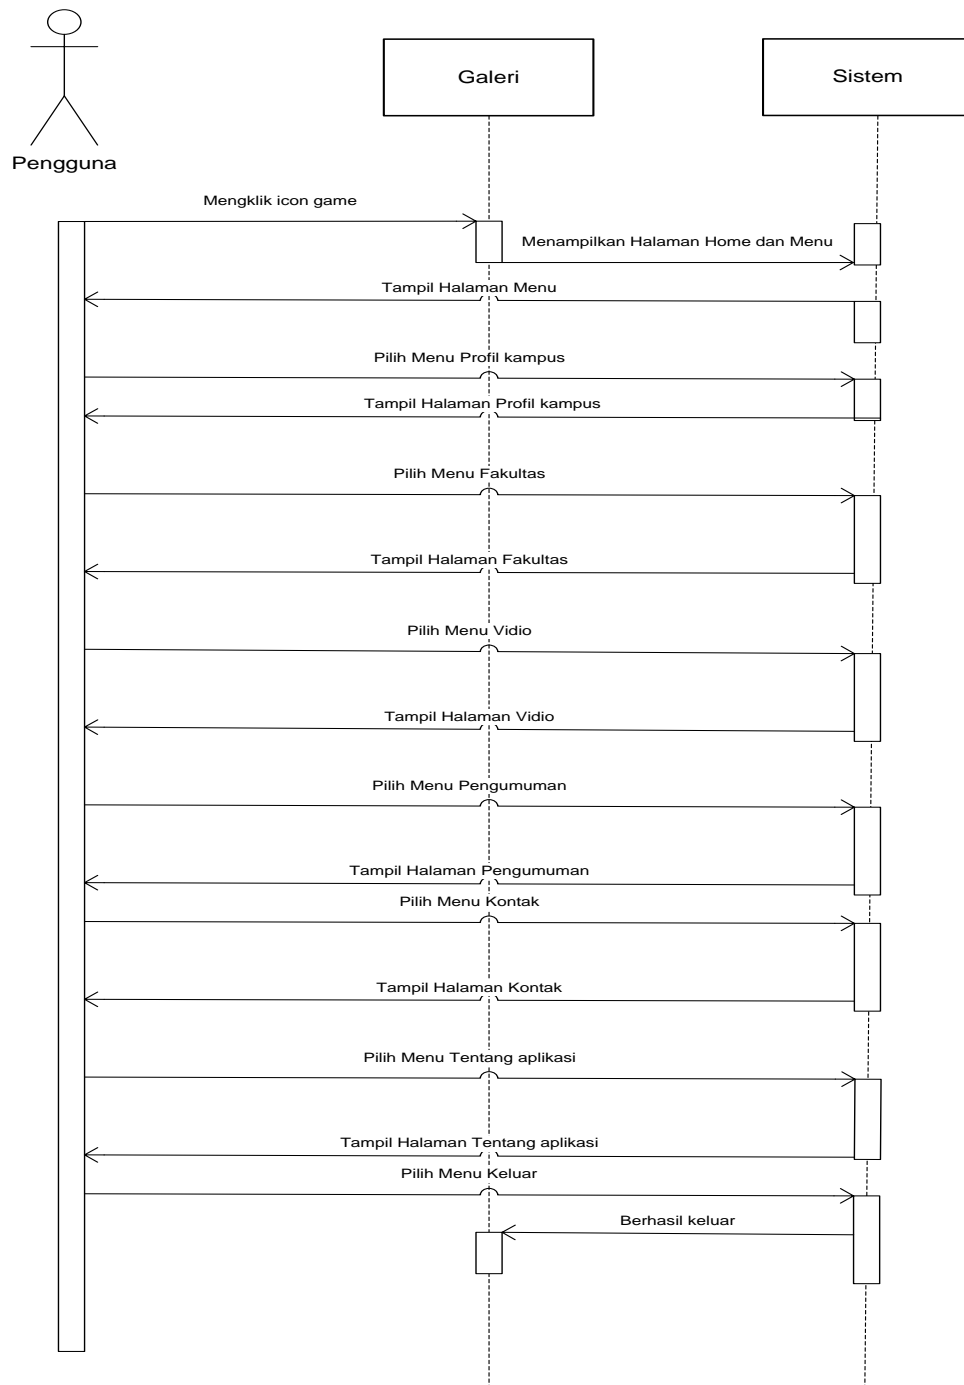 Pengguna
Galeri
Sistem
Mengklik icon game
Menampilkan Halaman Home dan Menu
Tampil Halaman Menu
Pilih Menu Profil kampus
Tampil Halaman Profil kampus
Pilih Menu Fakultas
Tampil Halaman Fakultas
Pilih Menu Vidio
Tampil Halaman Vidio
Pilih Menu Pengumuman
Tampil Halaman Pengumuman
Pilih Menu Kontak
Tampil Halaman Kontak
Pilih Menu Tentang aplikasi
Tampil Halaman Tentang aplikasi
Pilih Menu Keluar
Berhasil keluar